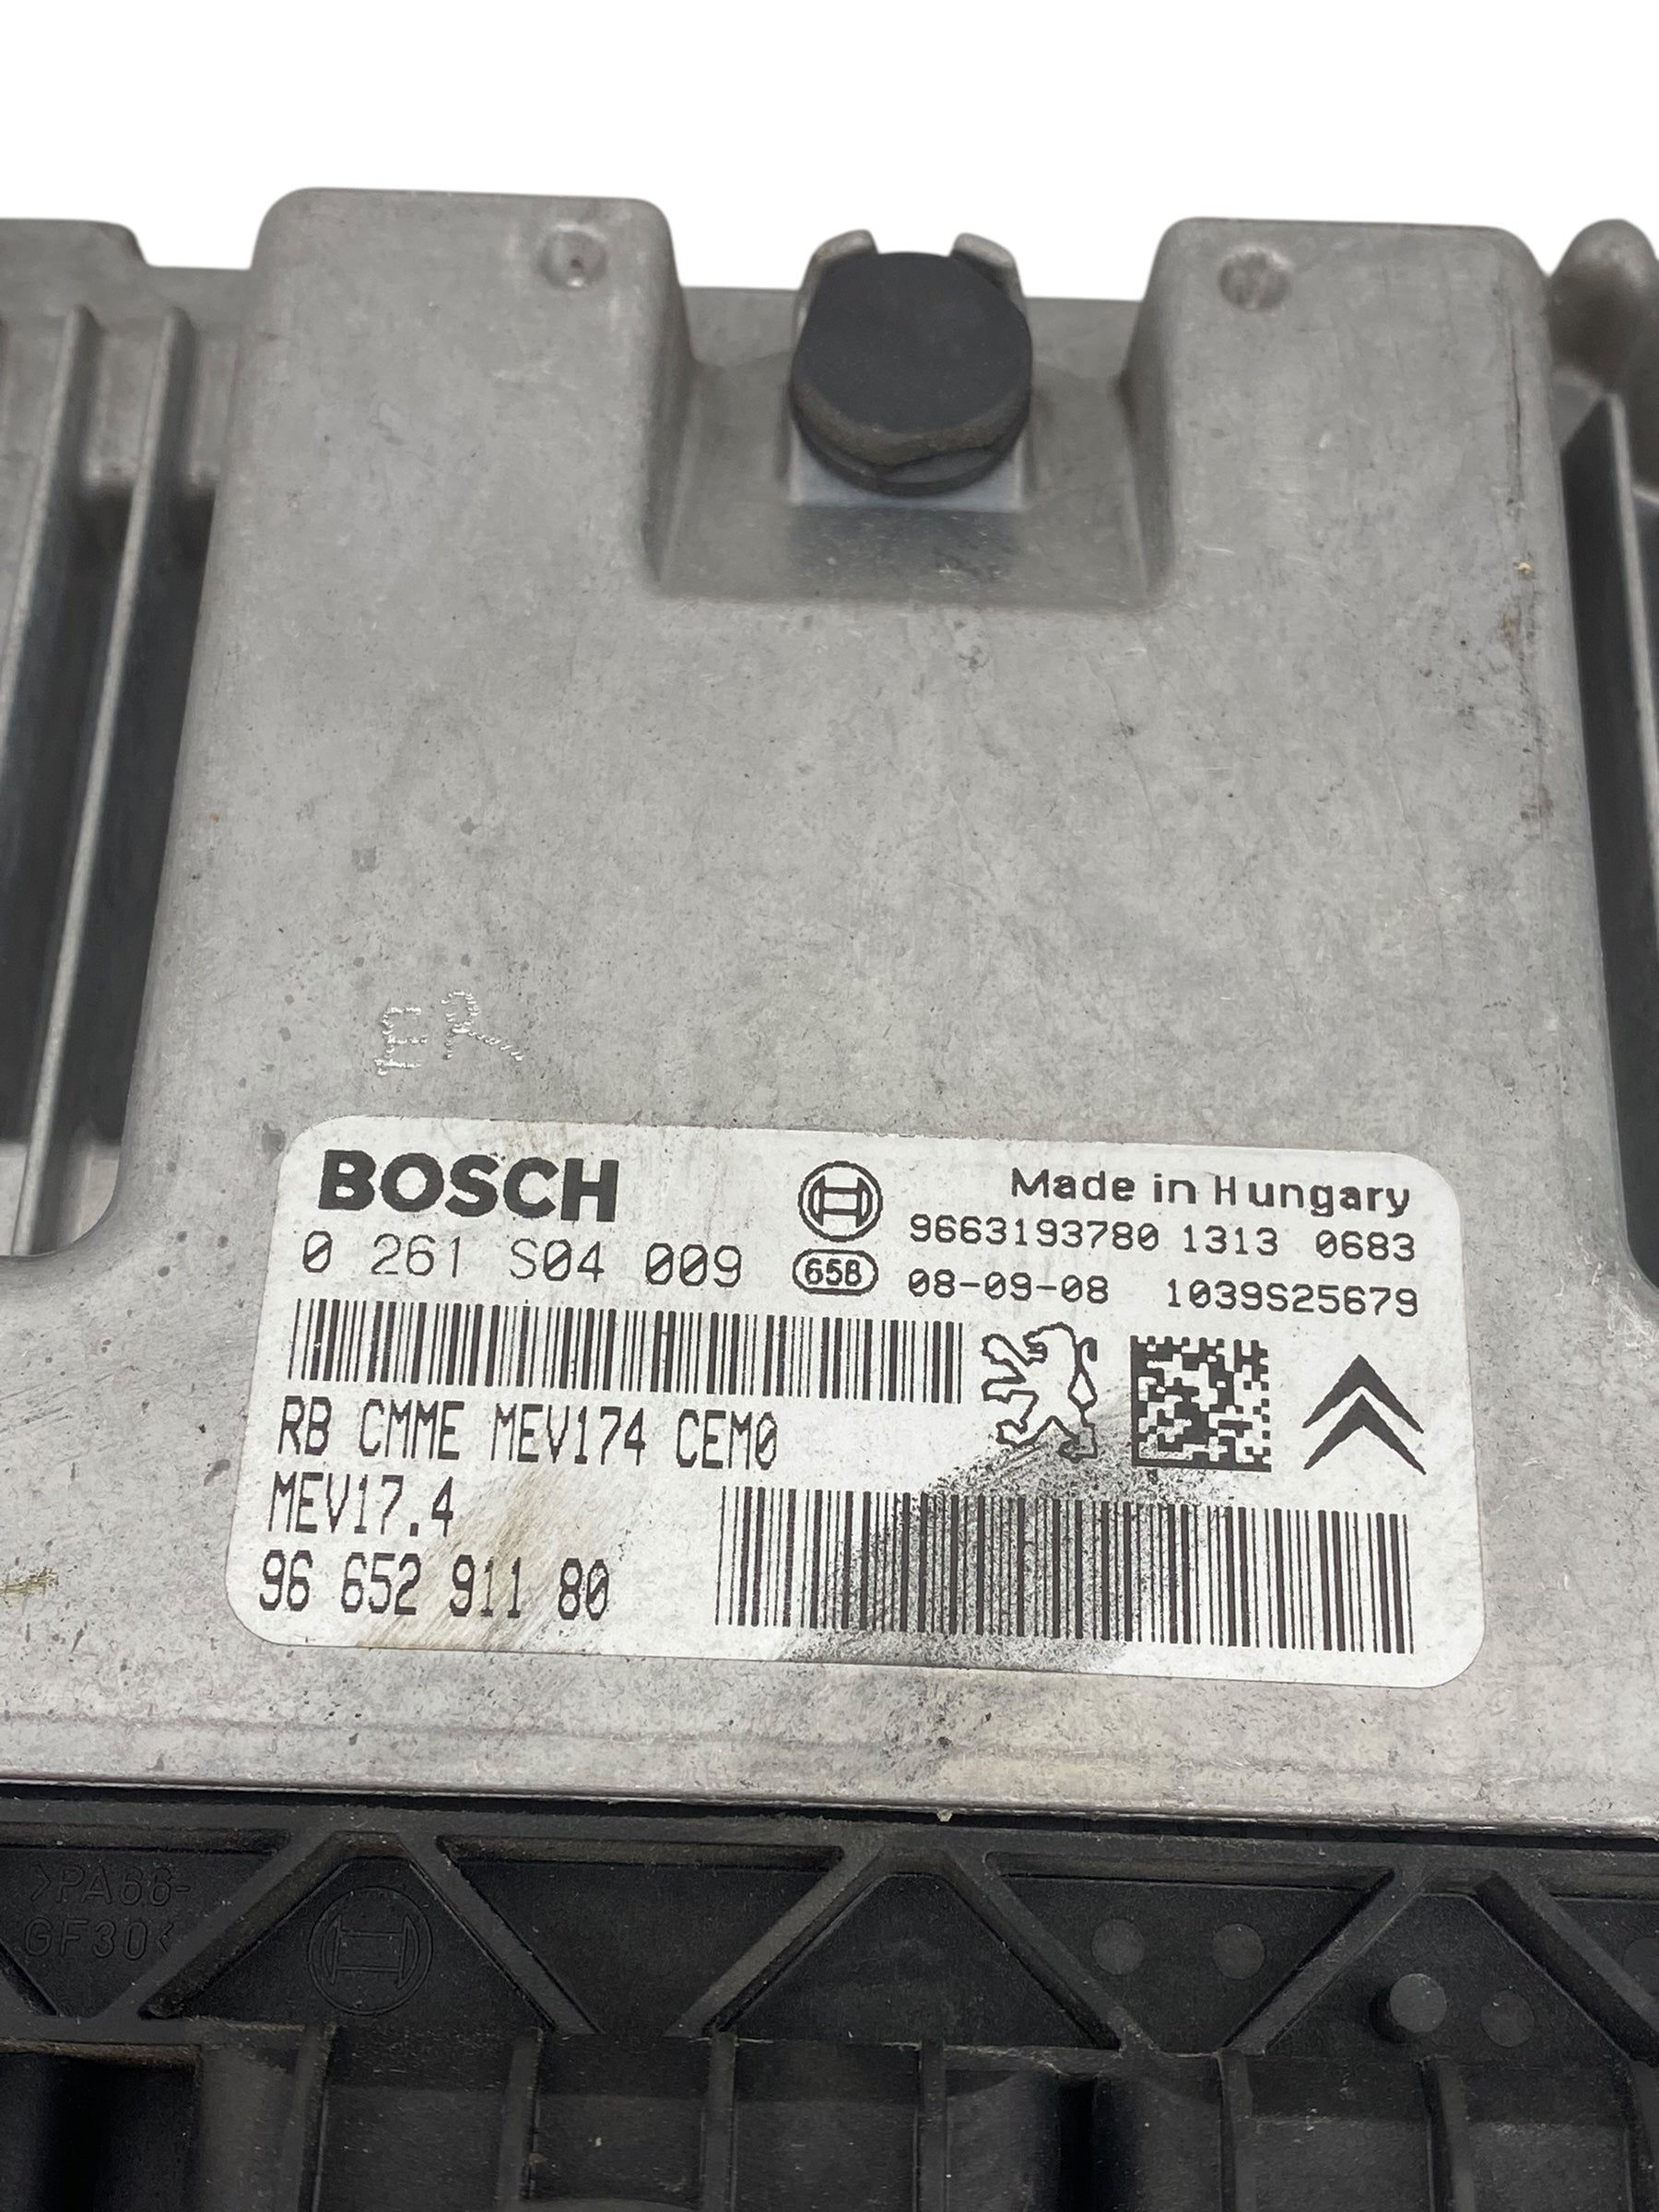 BOSCH
Made in Hungary
0 261 S04 009
658
9663193780 1313 0683
08-09-08 1039S25679
RB CMME MEV174 CEM0
MEV17.4
96 652 911 80
>PA66-
GF30<